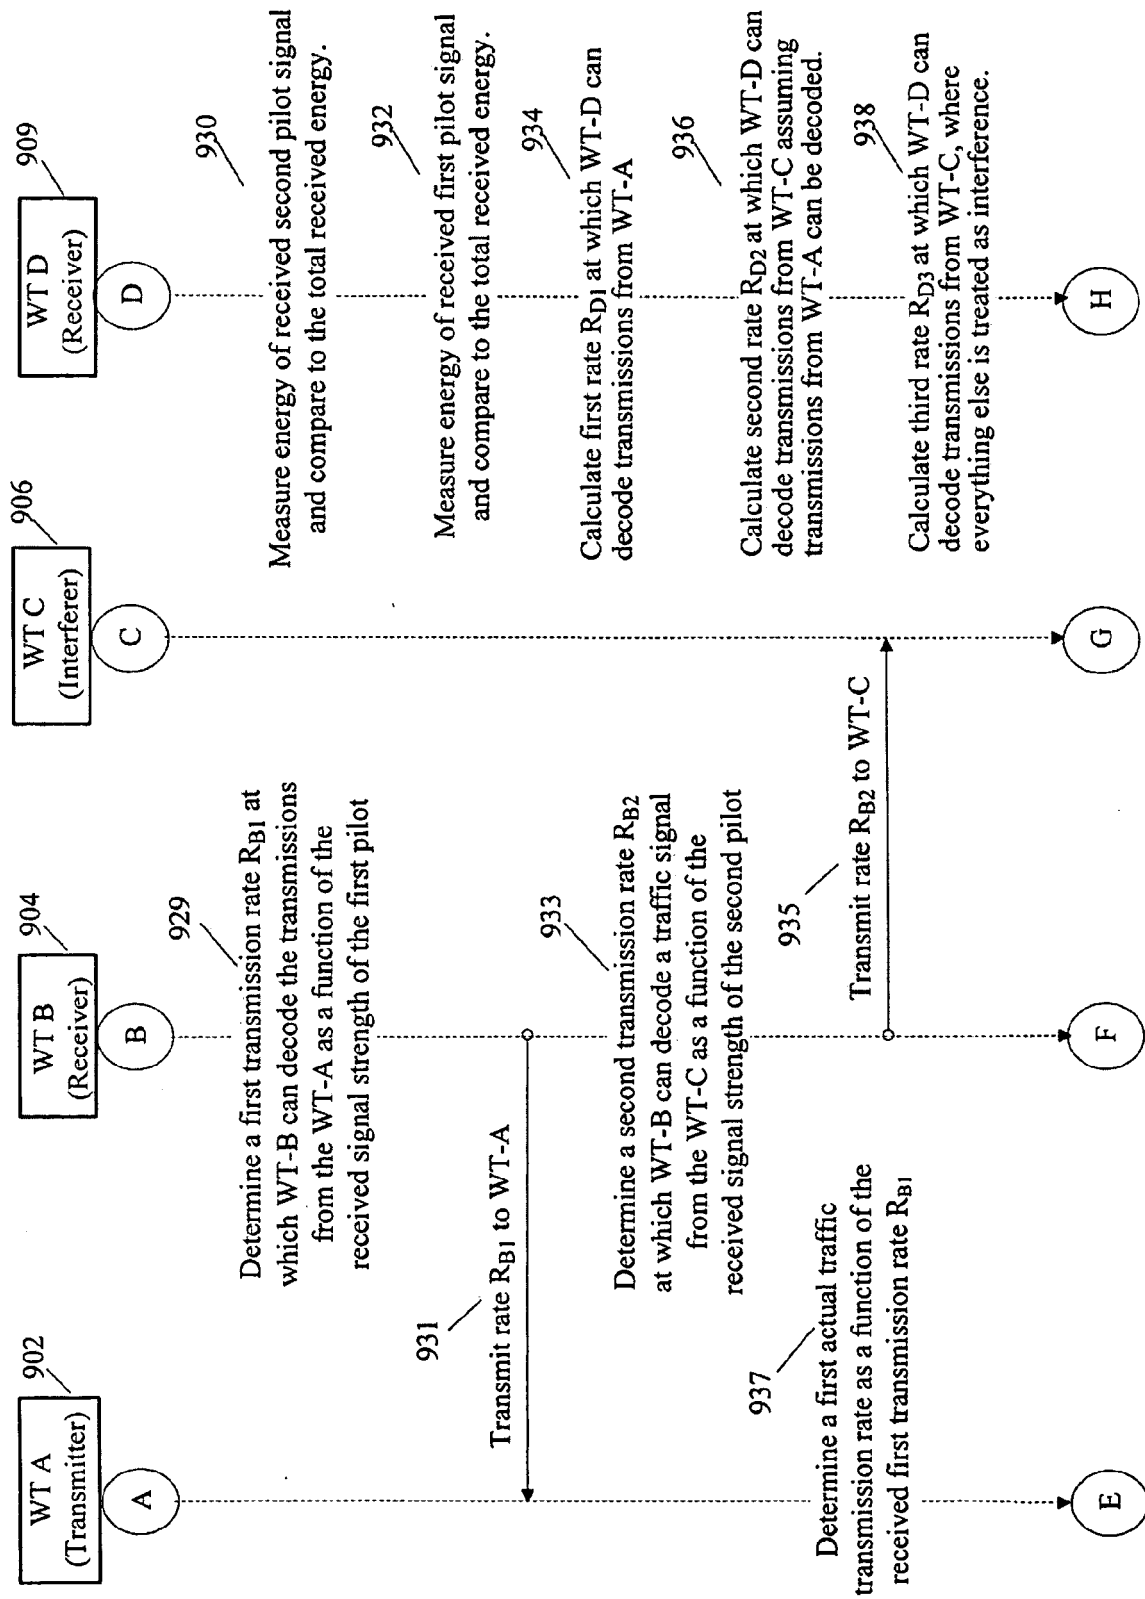 WT A
(Transmitter)
902
A
WT B
(Receiver)
904
B
WT C
(Interferer)
906
C
WT D
(Receiver)
909
D
929
Determine a first transmission rate RB1 at
which WT-B can decode the transmissions
from the WT-A as a function of the
received signal strength of the first pilot
930
Measure energy of received second pilot signal
and compare to the total received energy.
931
Transmit rate RB1 to WT-A
932
Measure energy of received first pilot signal
and compare to the total received energy.
933
Determine a second transmission rate RB2
at which WT-B can decode a traffic signal
from the WT-C as a function of the
received signal strength of the second pilot
934
Calculate first rate RD1 at which WT-D can
decode transmissions from WT-A
935
Transmit rate RB2 to WT-C
936
Calculate second rate RD2 at which WT-D can
decode transmissions from WT-C assuming
transmissions from WT-A can be decoded.
937
Determine a first actual traffic
transmission rate as a function of the
received first transmission rate RB1
938
Calculate third rate RD3 at which WT-D can
decode transmissions from WT-C, where
everything else is treated as interference.
E
F
G
H